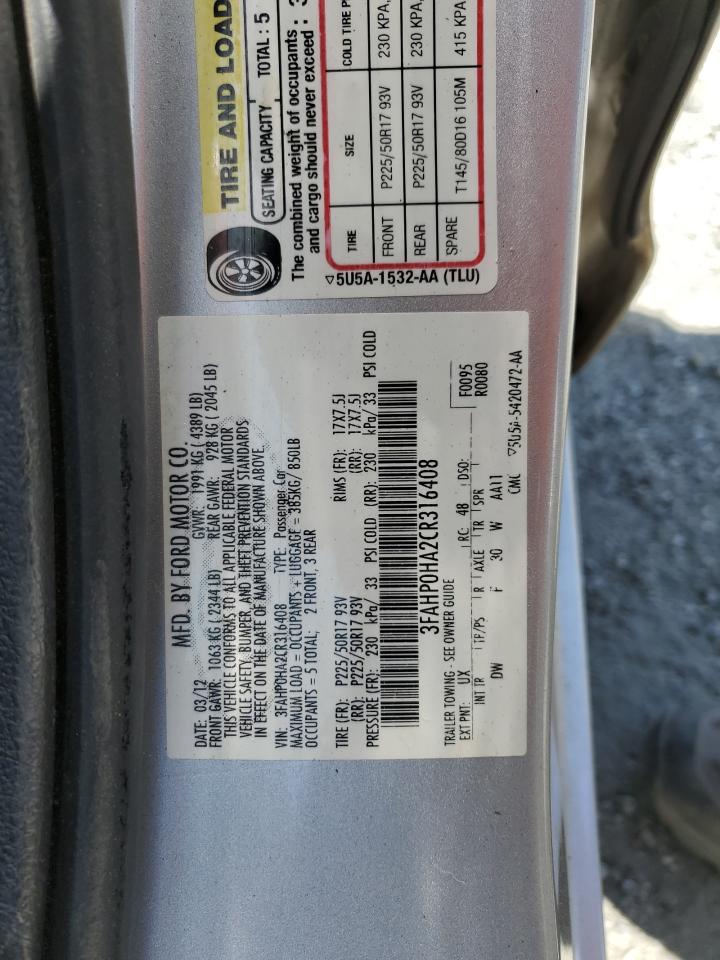 TIRE AND LOAD
SEATING CAPACITY TOTAL : 5
The combined weight of occupants : 3
and cargo should never exceed :
TIRE SIZE COLD TIRE P
FRONT P225/50R17 93V 230 KPA,
REAR P225/50R17 93V 230 KPA,
SPARE T145/80D16 105M 415 KPA
▽5U5A-1532-AA (TLU)
MFD. BY FORD MOTOR CO.
DATE: 03/12 GVWR: 1991 KG ( 4389 LB)
FRONT GAWR: 1063 KG ( 2344 LB) REAR GAWR: 928 KG ( 2045 LB)
THIS VEHICLE CONFORMS TO ALL APPLICABLE FEDERAL MOTOR
VEHICLE SAFETY, BUMPER, AND THEFT PREVENTION STANDARDS
IN EFFECT ON THE DATE OF MANUFACTURE SHOWN ABOVE.
VIN: 3FAHP0HA2CR316408 TYPE: Passenger Car
MAXIMUM LOAD = OCCUPANTS + LUGGAGE = 385KG/ 850LB
OCCUPANTS = 5 TOTAL: 2 FRONT, 3 REAR
TIRE (FR): P225/50R17 93V RIMS (FR): 17X7.5J
(RR): P225/50R17 93V (RR): 17X7.5J
PRESSURE (FR): 230 kPa/ 33 PSI COLD (RR): 230 kPa/ 33 PSI COLD
3FAHP0HA2CR316408
TRAILER TOWING - SEE OWNER GUIDE F0095
EXT PNT: UX RC: 48 DSO: R0080
INT TR TP/PS R AXLE TR SPR
DW F 30 W AA11
CMC ▽5U5A-5420472-AA